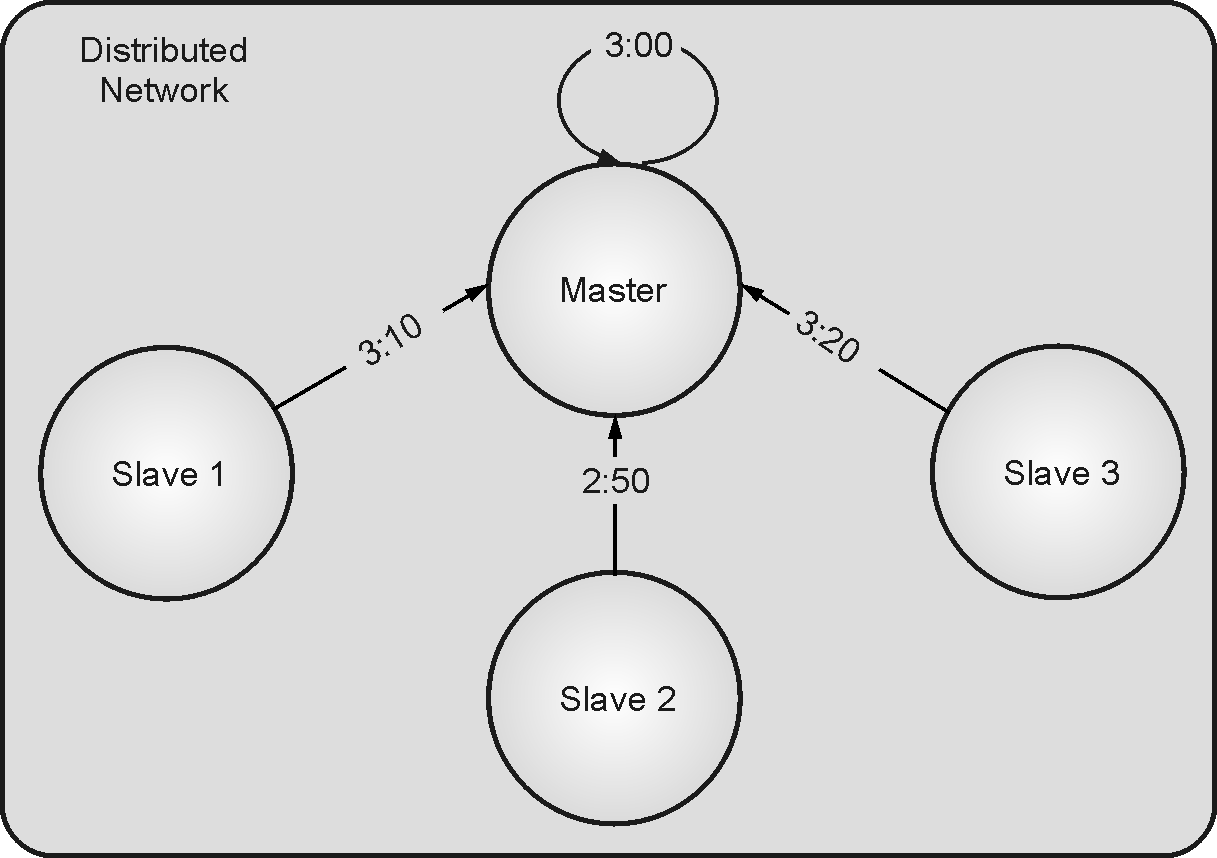 Distributed
Network
3:00
Master
3:10
3:20
Slave 1
2:50
Slave 3
Slave 2